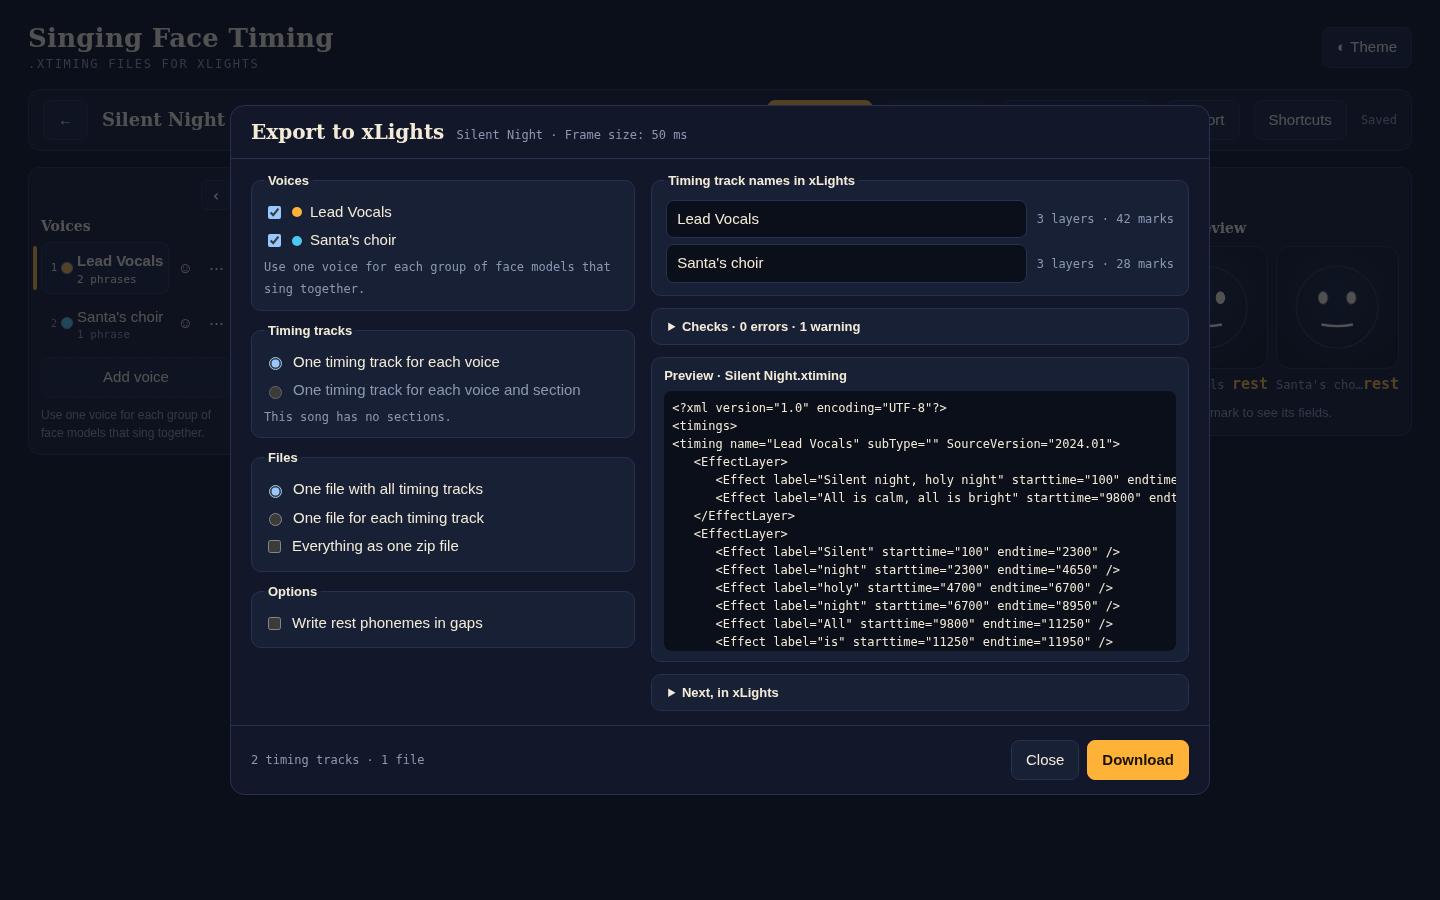 Singing Face Timing
.XTIMING FILES FOR XLIGHTS
Theme
←
Silent Night
Shortcuts
Saved
Export to xLights
Silent Night · Frame size: 50 ms
‹
Voices
1
Lead Vocals
2 phrases
2
Santa's choir
1 phrase
Add voice
Use one voice for each group of
face models that sing together.
Voices
Lead Vocals
Santa's choir
Use one voice for each group of face models that
sing together.
Timing tracks
One timing track for each voice
One timing track for each voice and section
This song has no sections.
Files
One file with all timing tracks
One file for each timing track
Everything as one zip file
Options
Write rest phonemes in gaps
Timing track names in xLights
Lead Vocals
3 layers · 42 marks
Santa's choir
3 layers · 28 marks
▶ Checks · 0 errors · 1 warning
Preview · Silent Night.xtiming
<?xml version="1.0" encoding="UTF-8"?>
<timings>
<timing name="Lead Vocals" subType="" SourceVersion="2024.01">
<EffectLayer>
<Effect label="Silent night, holy night" starttime="100" endtime
<Effect label="All is calm, all is bright" starttime="9800" endt
</EffectLayer>
<EffectLayer>
<Effect label="Silent" starttime="100" endtime="2300" />
<Effect label="night" starttime="2300" endtime="4650" />
<Effect label="holy" starttime="4700" endtime="6700" />
<Effect label="night" starttime="6700" endtime="8950" />
<Effect label="All" starttime="9800" endtime="11250" />
<Effect label="is" starttime="11250" endtime="11950" />
▶ Next, in xLights
rest
Santa's cho…rest
mark to see its fields.
2 timing tracks · 1 file
Close
Download